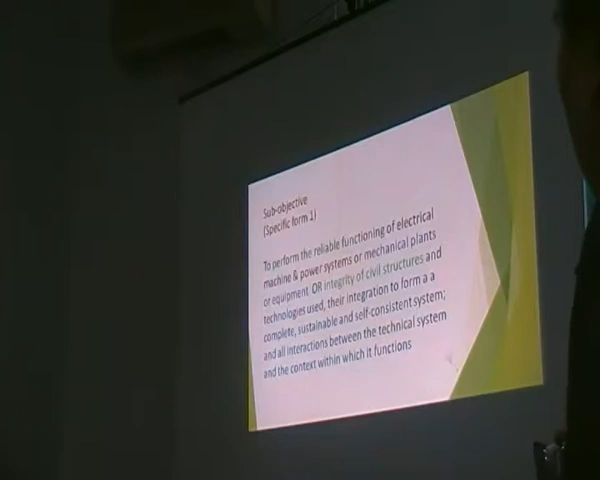 Sub-objective
(Specific form 1)
To perform the reliable functioning of electrical
machine & power systems or mechanical plants
or equipment OR integrity of civil structures and
technologies used, their integration to form a a
complete, sustainable and self-consistent system;
and all interactions between the technical system
and the context within which it functions